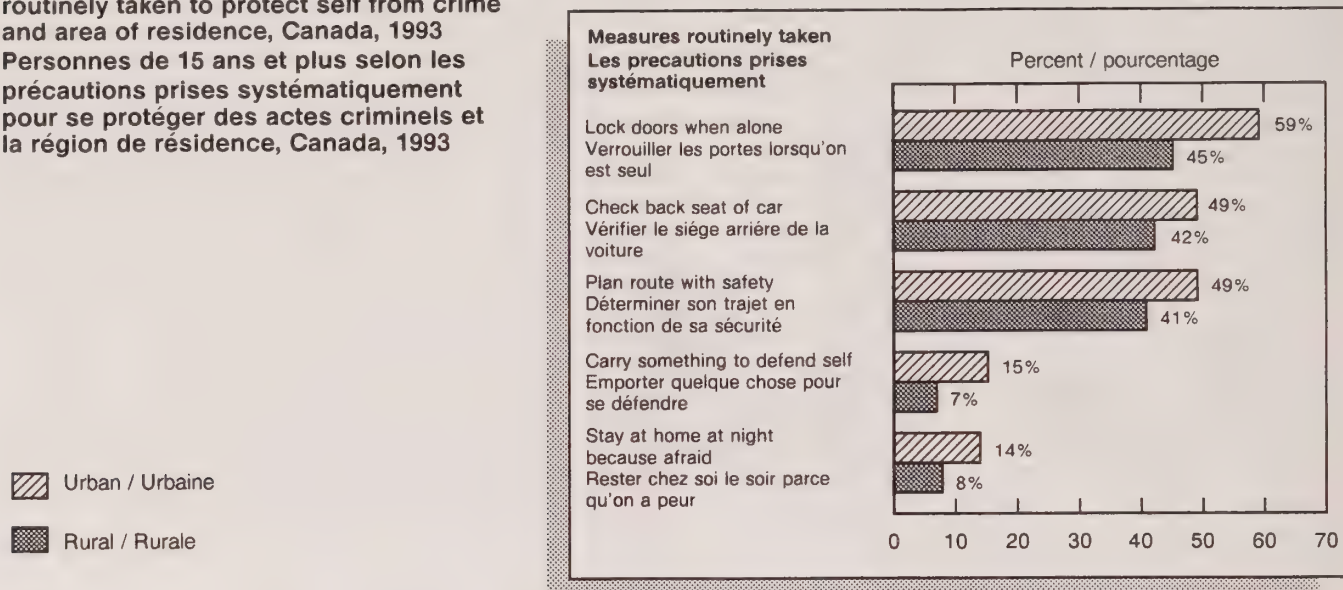 routinely taken to protect self from crime
and area of residence, Canada, 1993
Personnes de 15 ans et plus selon les
précautions prises systématiquement
pour se protéger des actes criminels et
la région de résidence, Canada, 1993
Urban / Urbaine
Rural / Rurale
Measures routinely taken
Les precautions prises
systématiquement
Percent / pourcentage
Lock doors when alone
Verrouiller les portes lorsqu'on
est seul
59%
45%
Check back seat of car
Vérifier le siége arriére de la
voiture
49%
42%
Plan route with safety
Déterminer son trajet en
fonction de sa sécurité
49%
41%
Carry something to defend self
Emporter quelque chose pour
se défendre
15%
7%
Stay at home at night
because afraid
Rester chez soi le soir parce
qu'on a peur
14%
8%
0 10 20 30 40 50 60 70